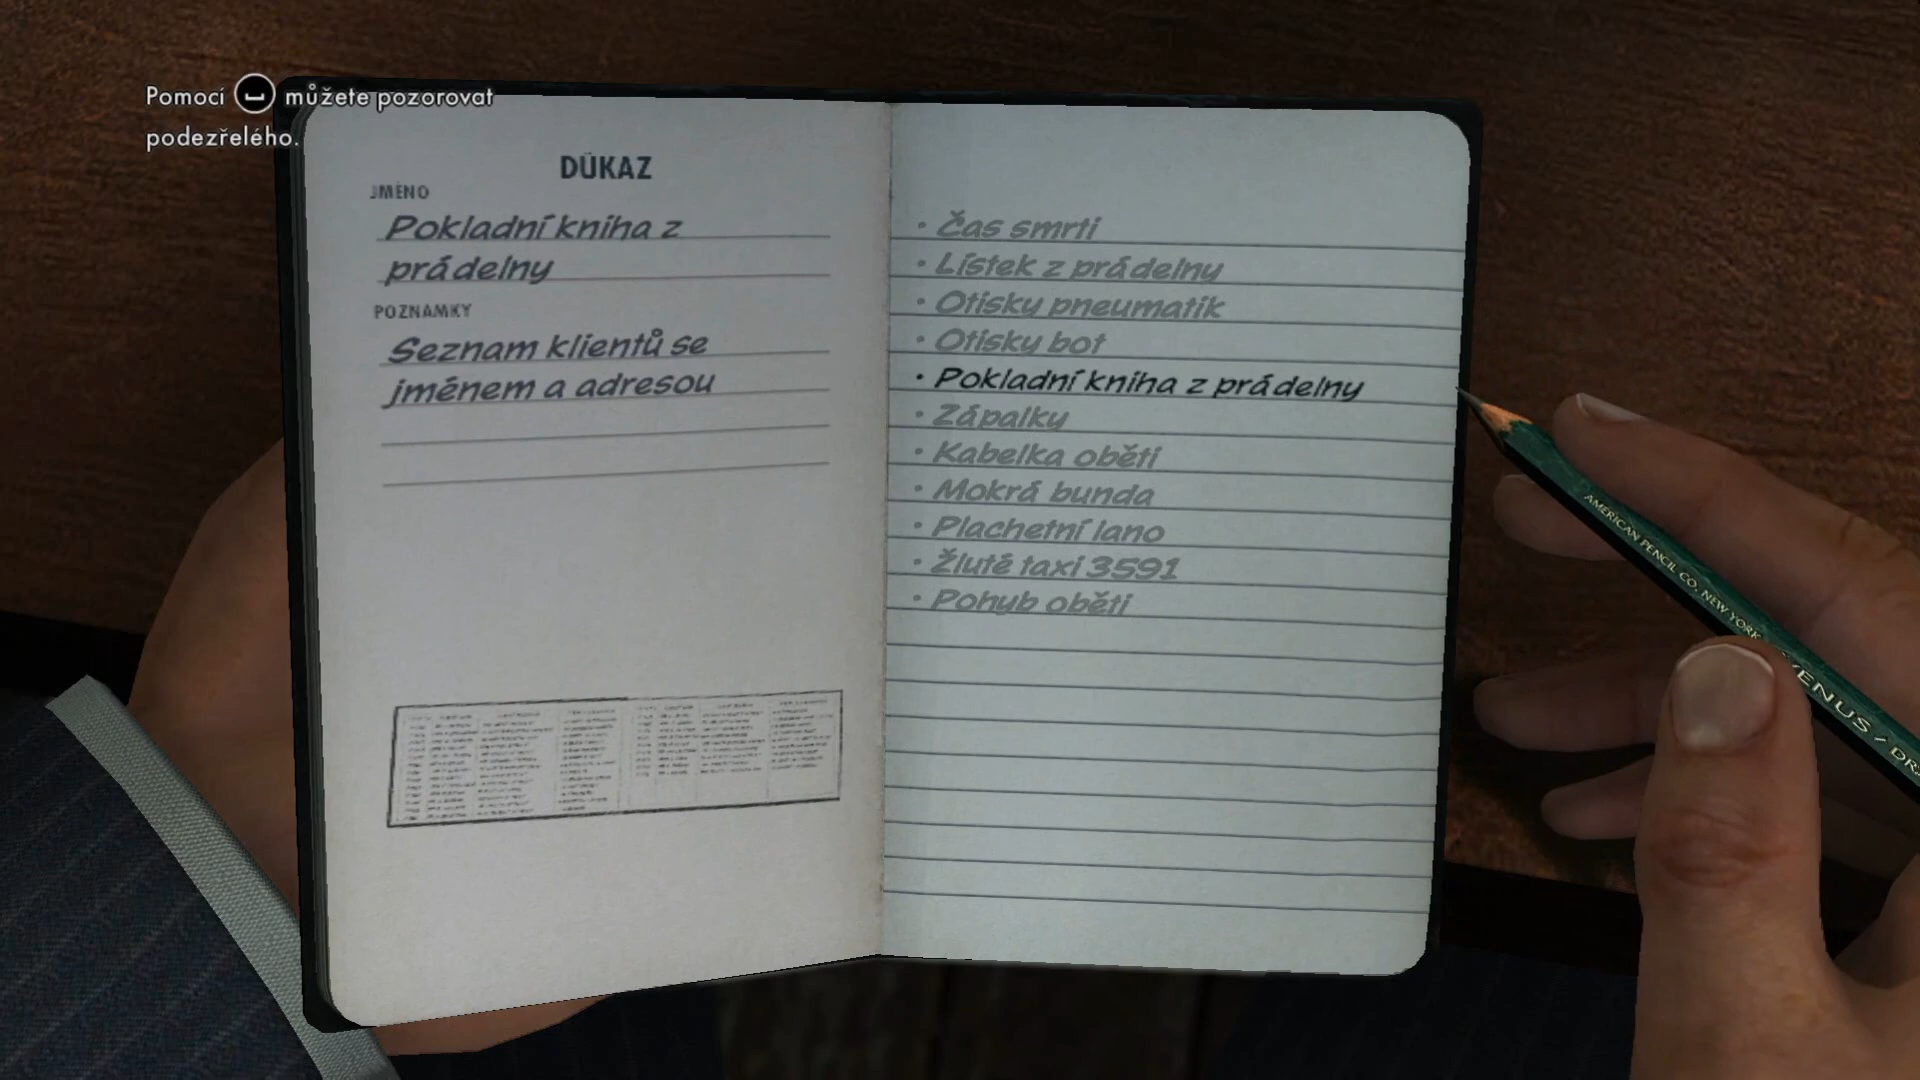 Pomocí můžete pozorovat
podezřelého.
DŮKAZ
JMÉNO
Pokladní kniha z
prádelny
POZNÁMKY
Seznam klientů se
jménem a adresou
• Čas smrti
• Lístek z prádelny
• Otisky pneumatik
• Otisky bot
• Pokladní kniha z prádelny
• Zápalky
• Kabelka oběti
• Mokrá bunda
• Plachetní lano
• Žluté taxi 3591
• Pohyb oběti
AMERICAN PENCIL CO. NEW YORK
VENUS / DR